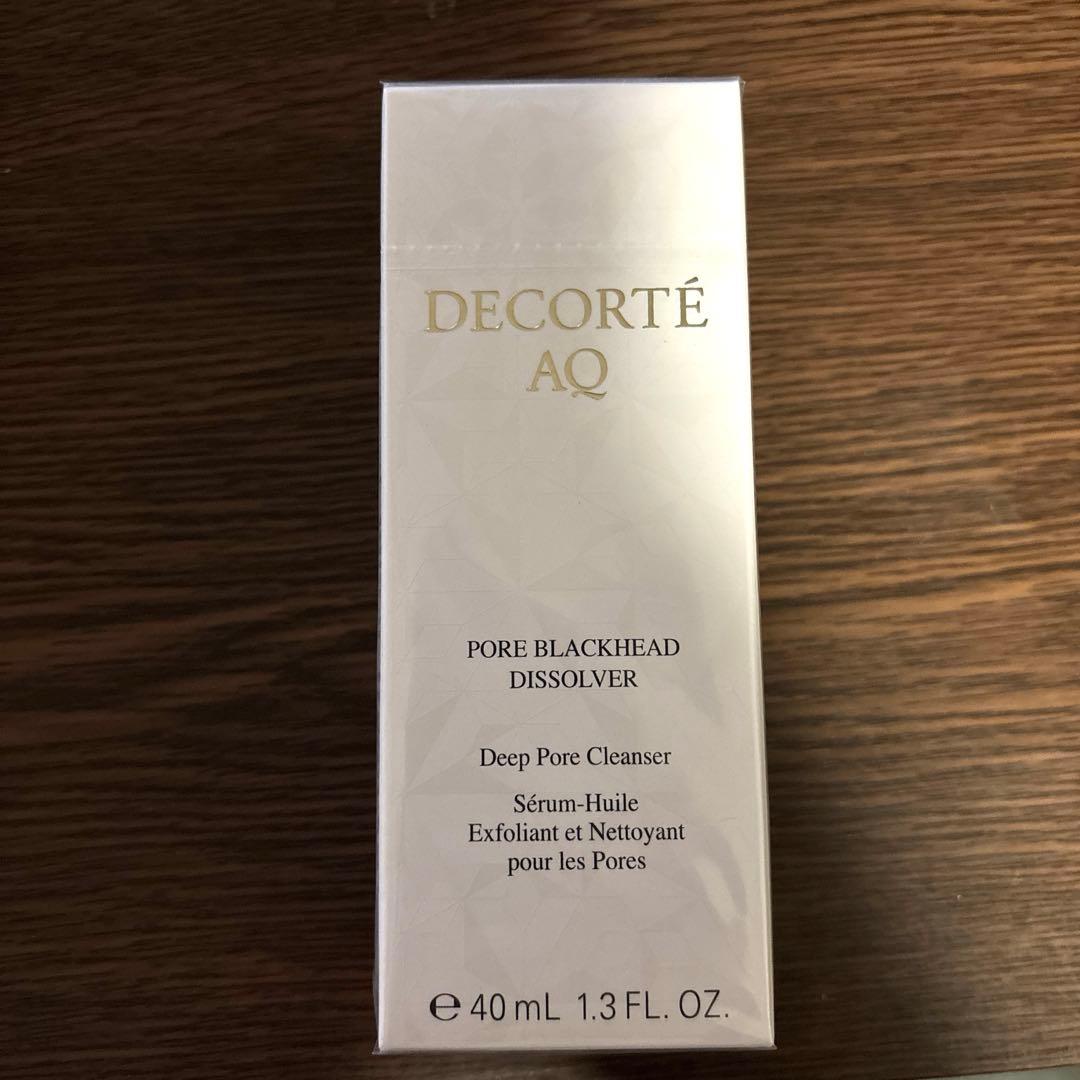 DECORTÉ
AQ
PORE BLACKHEAD
DISSOLVER
Deep Pore Cleanser
Sérum-Huile
Exfoliant et Nettoyant
pour les Pores
℮ 40 mL 1.3 FL. OZ.